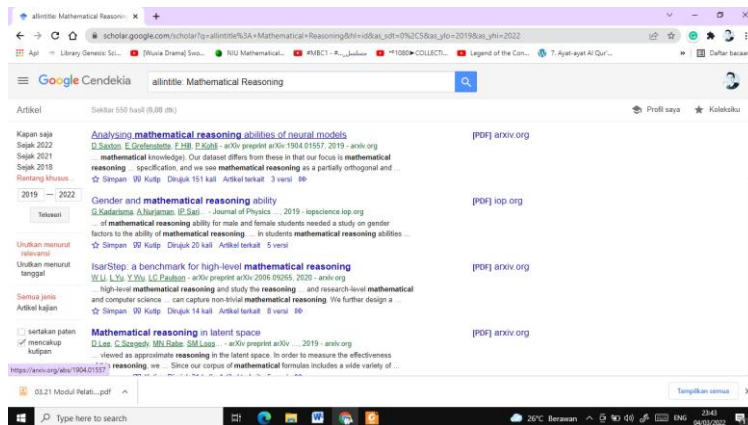 allintitle: Mathematical Reasonin
scholar.google.com/scholar?q=allintitle%3A+Mathematical+Reasoning&hl=id&as_sdt=0%2C5&as_ylo=2019&as_yhi=2022
Apl
Library Genesis: Sci...
[Wuxia Drama] Swo...
NIU Mathematical...
#MBC1 - #...مسلسل
*1080►COLLECTI...
Legend of the Con...
7. Ayat-ayat Al Qur'...
»
Daftar bacaan
Google Cendekia
allintitle: Mathematical Reasoning
Artikel
Sekitar 550 hasil (0,08 dtk)
Profil saya
Koleksiku
Kapan saja
Sejak 2022
Sejak 2021
Sejak 2018
Rentang khusus...
2019 — 2022
Telusuri
Urutkan menurut
relevansi
Urutkan menurut
tanggal
Semua jenis
Artikel kajian
sertakan paten
mencakup
kutipan
Analysing mathematical reasoning abilities of neural models
D Saxton, E Grefenstette, F Hill, P Kohli - arXiv preprint arXiv:1904.01557, 2019 - arxiv.org
... mathematical knowledge). Our dataset differs from these in that our focus is mathematical
reasoning ... specification, and we see mathematical reasoning as a partially orthogonal and ...
Simpan Kutip Dirujuk 151 kali Artikel terkait 3 versi
[PDF] arxiv.org
Gender and mathematical reasoning ability
G Kadarisma, A Nurjaman, IP Sari... - Journal of Physics ..., 2019 - iopscience.iop.org
... of mathematical reasoning ability for male and female students needed a study on gender
factors to the ability of mathematical reasoning. ... in students mathematical reasoning abilities ...
Simpan Kutip Dirujuk 20 kali Artikel terkait 5 versi
[PDF] iop.org
IsarStep: a benchmark for high-level mathematical reasoning
W Li, L Yu, Y Wu, LC Paulson - arXiv preprint arXiv:2006.09265, 2020 - arxiv.org
... high-level mathematical reasoning and study the reasoning ... and research-level mathematical
and computer science ... can capture non-trivial mathematical reasoning. We further design a ...
Simpan Kutip Dirujuk 14 kali Artikel terkait 8 versi
[PDF] arxiv.org
Mathematical reasoning in latent space
D Lee, C Szegedy, MN Rabe, SM Loos... - arXiv preprint arXiv ..., 2019 - arxiv.org
... viewed as approximate reasoning in the latent space. In order to measure the effectiveness
reasoning, we ... Since our corpus of mathematical formulas includes a wide variety of ...
[PDF] arxiv.org
https://arxiv.org/abs/1904.01557
03.21 Modul Pelati....pdf
Tampilkan semua
Type here to search
26°C Berawan
ENG
23:43
04/03/2022